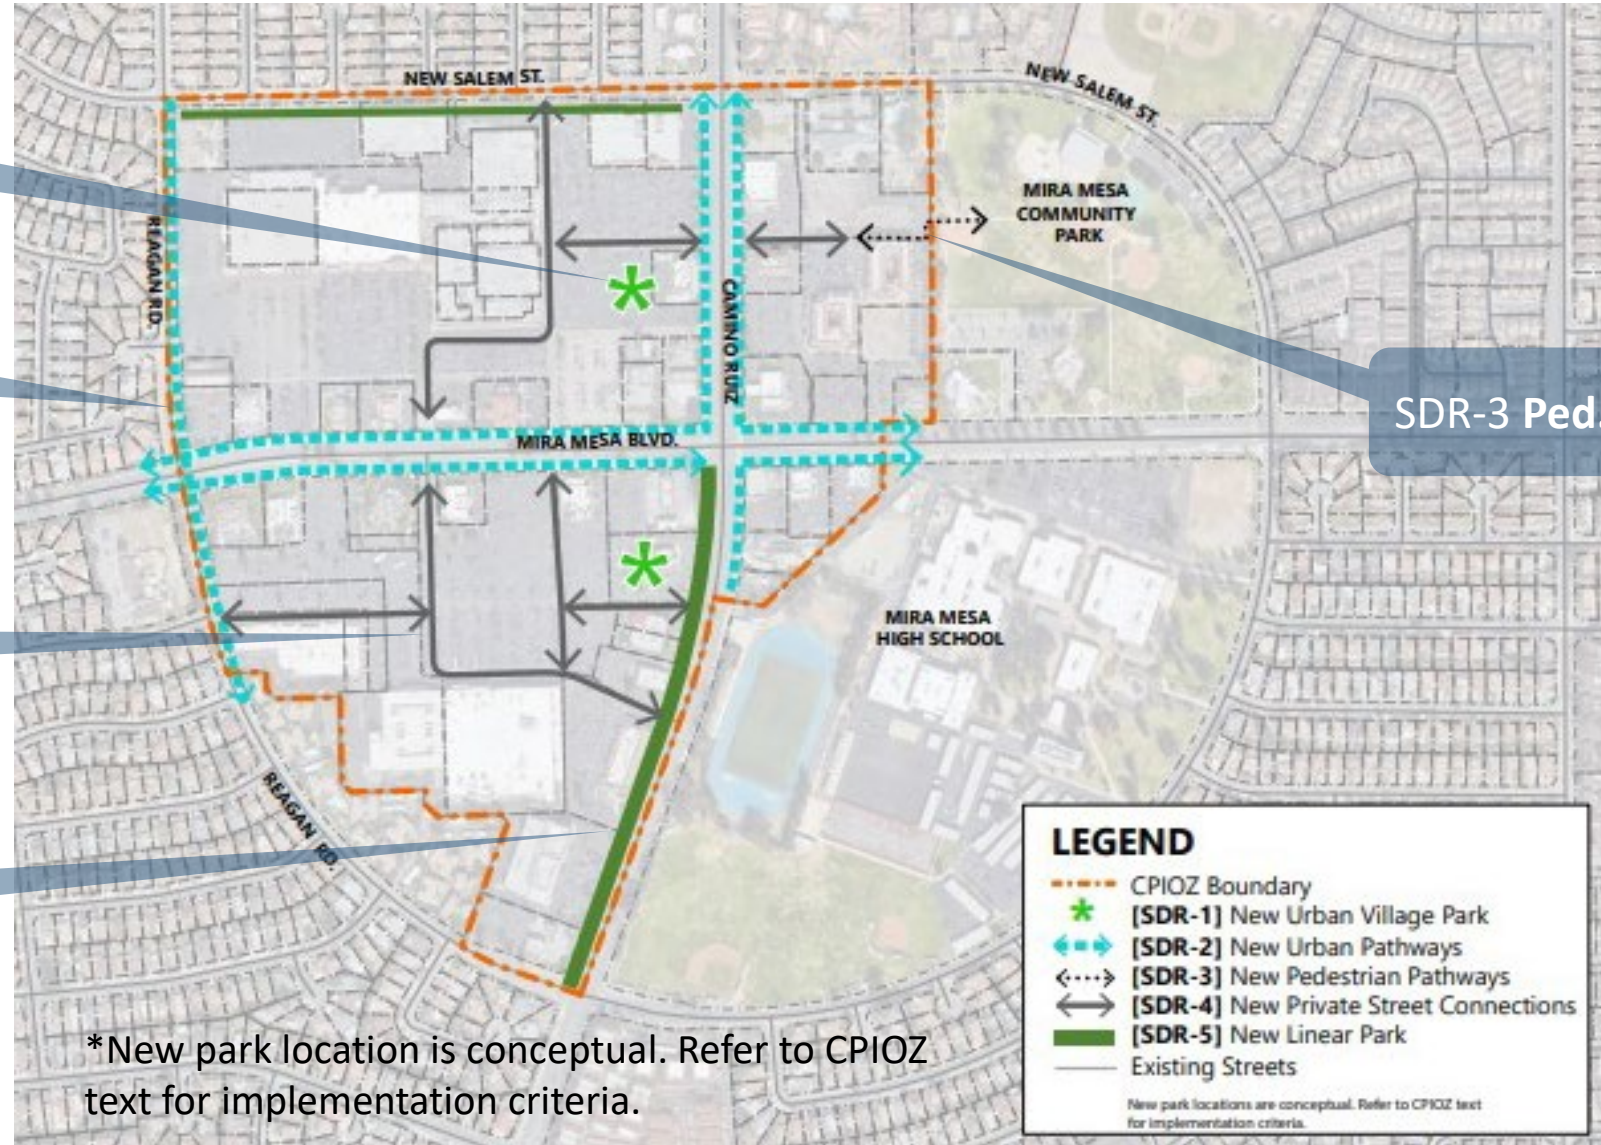 NEW SALEM ST.
NEW SALEM ST.
MIRA MESA
COMMUNITY
PARK
REAGAN RD.
CAMINO RUIZ
SDR-3 Ped.
MIRA MESA BLVD.
MIRA MESA
HIGH SCHOOL
REAGAN RD.
LEGEND
CPIOZ Boundary
[SDR-1] New Urban Village Park
[SDR-2] New Urban Pathways
[SDR-3] New Pedestrian Pathways
[SDR-4] New Private Street Connections
[SDR-5] New Linear Park
Existing Streets
New park locations are conceptual. Refer to CPIOZ text
for implementation criteria.
*New park location is conceptual. Refer to CPIOZ
text for implementation criteria.